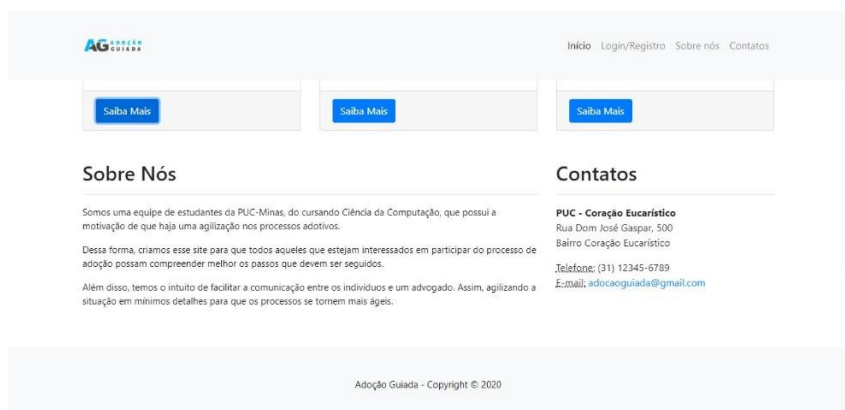 AG ADOÇÃO
GUIADA
Início Login/Registro Sobre nós Contatos
Saiba Mais Saiba Mais Saiba Mais
Sobre Nós
Somos uma equipe de estudantes da PUC-Minas, do cursando Ciência da Computação, que possui a
motivação de que haja uma agilização nos processos adotivos.
Dessa forma, criamos esse site para que todos aqueles que estejam interessados em participar do processo de
adoção possam compreender melhor os passos que devem ser seguidos.
Além disso, temos o intuito de facilitar a comunicação entre os indivíduos e um advogado. Assim, agilizando a
situação em mínimos detalhes para que os processos se tornem mais ágeis.
Contatos
PUC - Coração Eucarístico
Rua Dom José Gaspar, 500
Bairro Coração Eucarístico
Telefone: (31) 12345-6789
E-mail: adocaoguiada@gmail.com
Adoção Guiada - Copyright © 2020